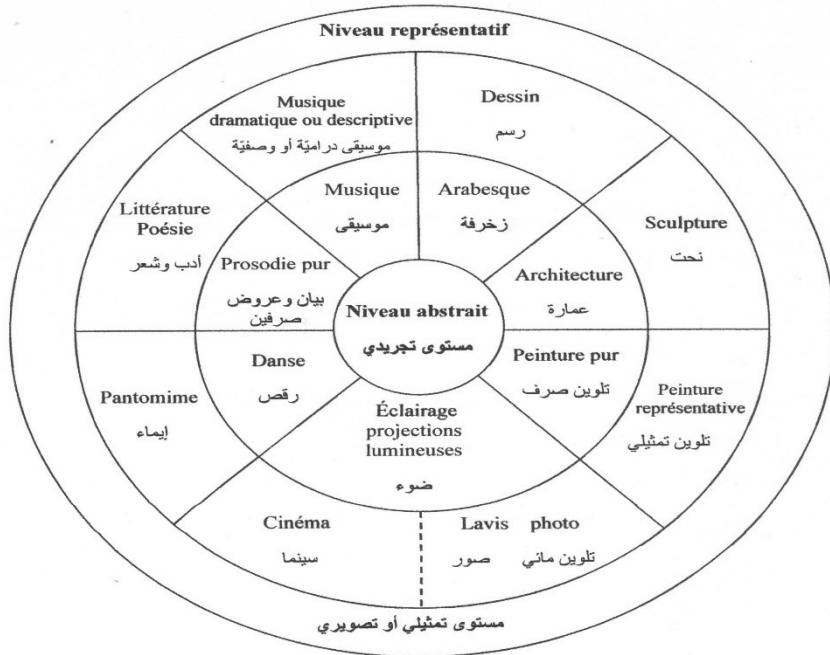 Niveau représentatif
Musique
dramatique ou descriptive
موسيقى دراميّة أو وصفيّة
Dessin
رسم
Littérature
Poésie
أدب وشعر
Musique
موسيقى
Arabesque
زخرفة
Sculpture
نحت
Prosodie pur
بيان وعروض
صرفين
Architecture
عمارة
Niveau abstrait
مستوى تجريدي
Pantomime
إيماء
Danse
رقص
Peinture pur
تلوين صرف
Peinture
représentative
تلوين تمثيلي
Éclairage
projections
lumineuses
ضوء
Cinéma
سينما
Lavis photo
تلوين مائي صور
مستوى تمثيلي أو تصويري